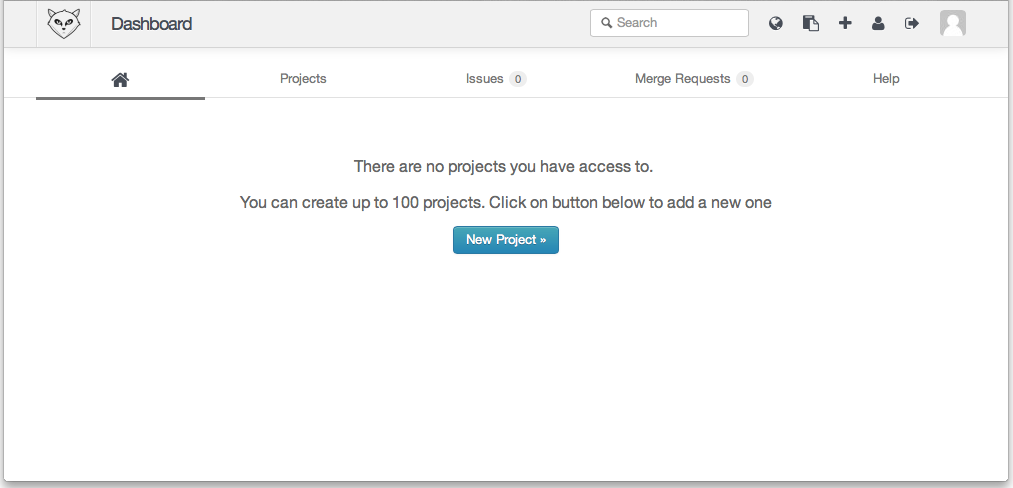 Dashboard
Search
Projects
Issues 0
Merge Requests 0
Help
There are no projects you have access to.
You can create up to 100 projects. Click on button below to add a new one
New Project »